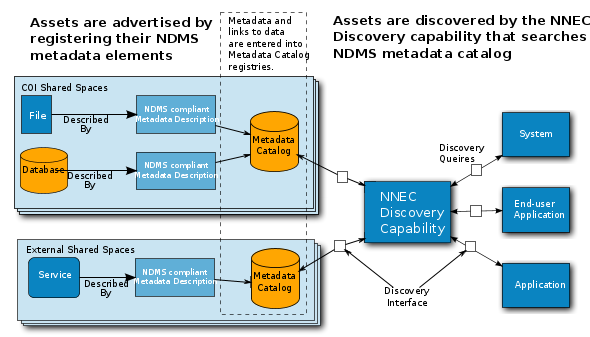 Assets are advertised by
registering their NDMS
metadata elements
Metadata and
links to data
are entered into
Metadata Catalog
registries.
Assets are discovered by the NNEC
Discovery capability that searches
NDMS metadata catalog
COI Shared Spaces
File
Described
By
NDMS compliant
Metadata Description
Database
Described
By
NDMS compliant
Metadata Description
Metadata
Catalog
External Shared Spaces
Service
Described
By
NDMS compliant
Metadata Description
Metadata
Catalog
NNEC
Discovery
Capability
Discovery
Queires
System
End-user
Application
Application
Discovery
Interface